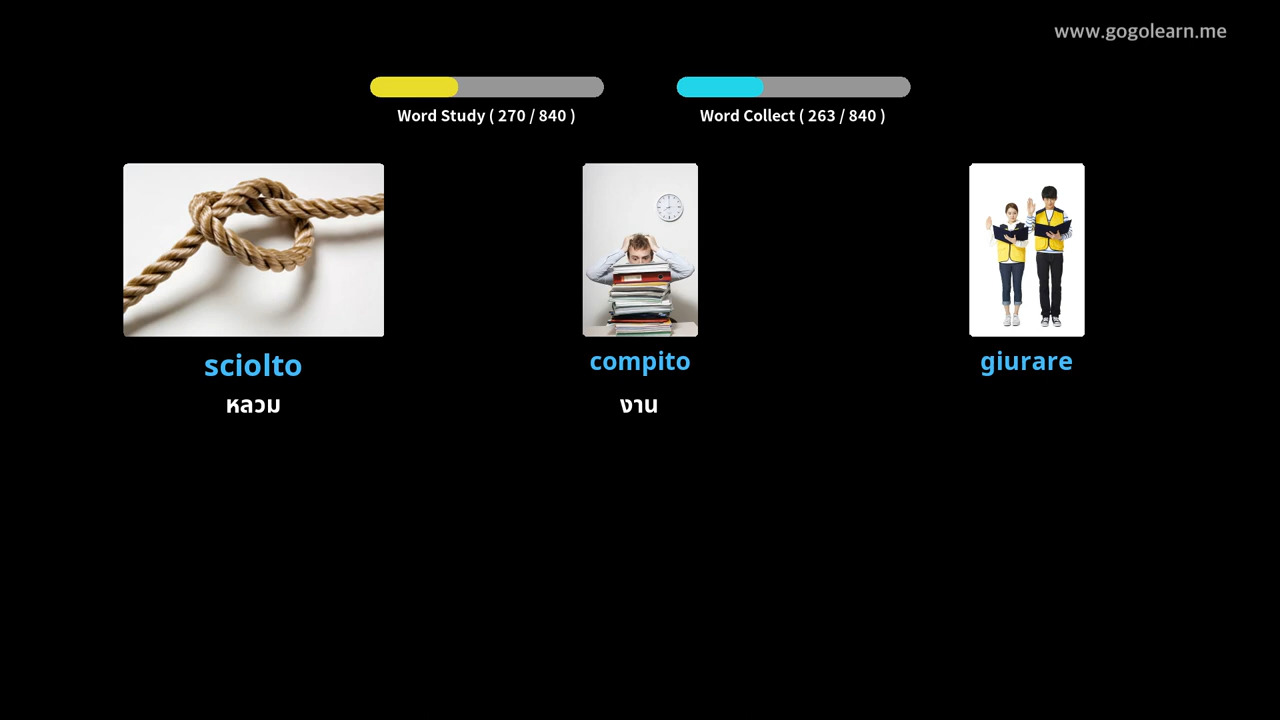 www.gogolearn.me
Word Study ( 270 / 840 )
Word Collect ( 263 / 840 )
sciolto
compito
giurare
หลวม
งาน